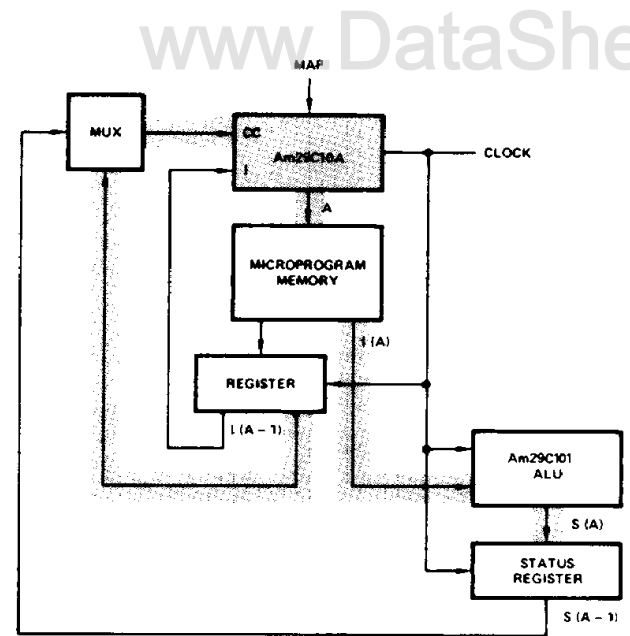 www.DataShe
MAP
MUX
CC
Am29C10A
I
CLOCK
A
MICROPROGRAM
MEMORY
I (A)
REGISTER
I (A – 1)
Am29C101
ALU
S (A)
STATUS
REGISTER
S (A – 1)